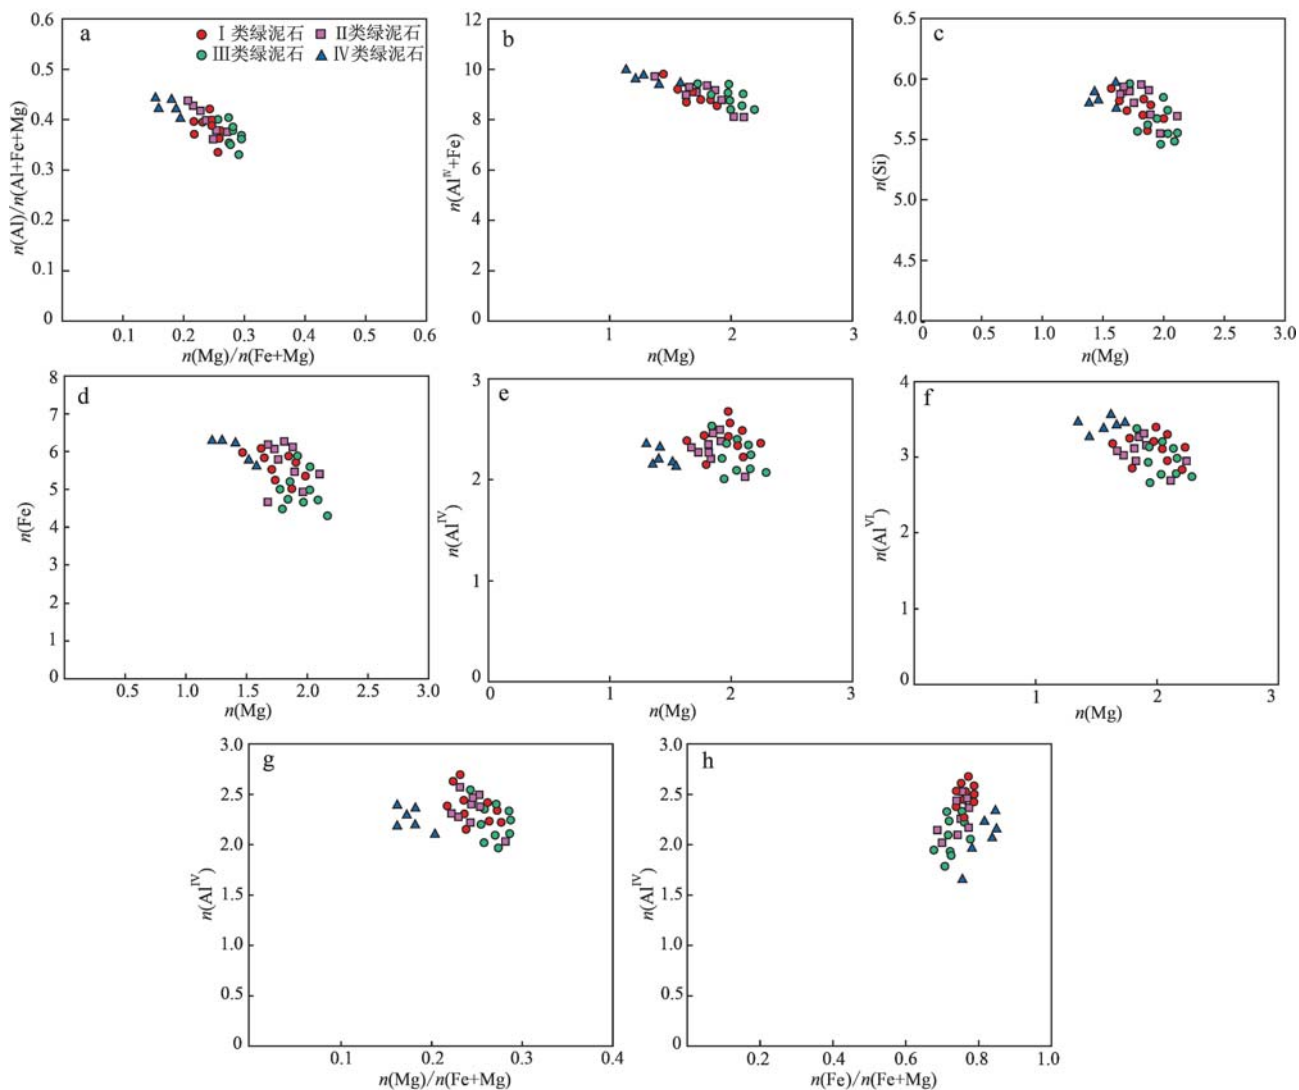 a
Ⅰ类绿泥石 Ⅱ类绿泥石
Ⅲ类绿泥石 Ⅳ类绿泥石
n(Al)/n(Al+Fe+Mg)
0.6
0.5
0.4
0.3
0.2
0.1
0
0.1 0.2 0.3 0.4 0.5 0.6
n(Mg)/n(Fe+Mg)
b
n(Al^Ⅳ+Fe)
12
10
8
6
4
2
0
1 2 3
n(Mg)
c
n(Si)
6.5
6.0
5.5
5.0
4.5
4.0
0 0.5 1.0 1.5 2.0 2.5 3.0
n(Mg)
d
n(Fe)
8
7
6
5
4
3
2
1
0
0.5 1.0 1.5 2.0 2.5 3.0
n(Mg)
e
n(Al^Ⅳ)
3
2
1
0
0 1 2 3
n(Mg)
f
n(Al^Ⅵ)
4
3
2
1
0
1 2 3
n(Mg)
g
n(Al^Ⅳ)
3.0
2.5
2.0
1.5
1.0
0.5
0
0.1 0.2 0.3 0.4
n(Mg)/n(Fe+Mg)
h
n(Al^Ⅳ)
3.0
2.5
2.0
1.5
1.0
0.5
0
0.2 0.4 0.6 0.8 1.0
n(Fe)/n(Fe+Mg)